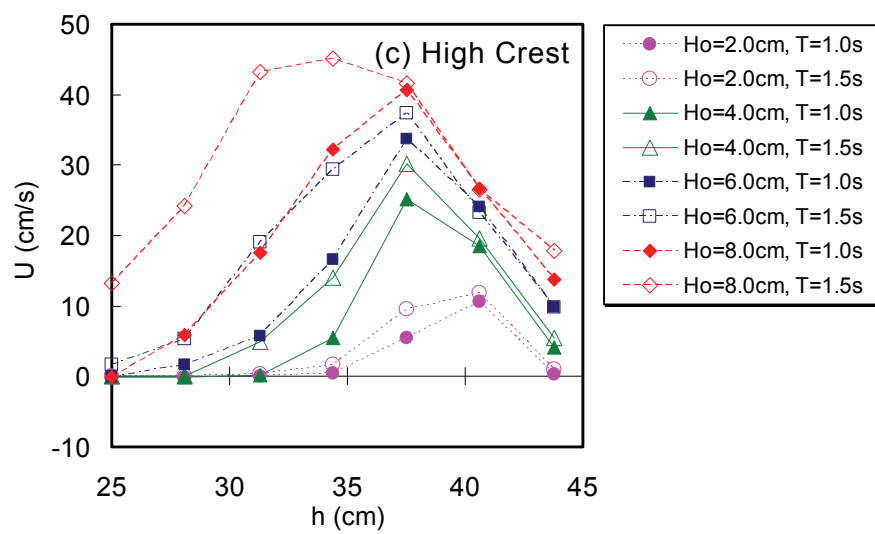 (c) High Crest
U (cm/s)
50
40
30
20
10
0
-10
25
30
35
40
45
h (cm)
Ho=2.0cm, T=1.0s
Ho=2.0cm, T=1.5s
Ho=4.0cm, T=1.0s
Ho=4.0cm, T=1.5s
Ho=6.0cm, T=1.0s
Ho=6.0cm, T=1.5s
Ho=8.0cm, T=1.0s
Ho=8.0cm, T=1.5s